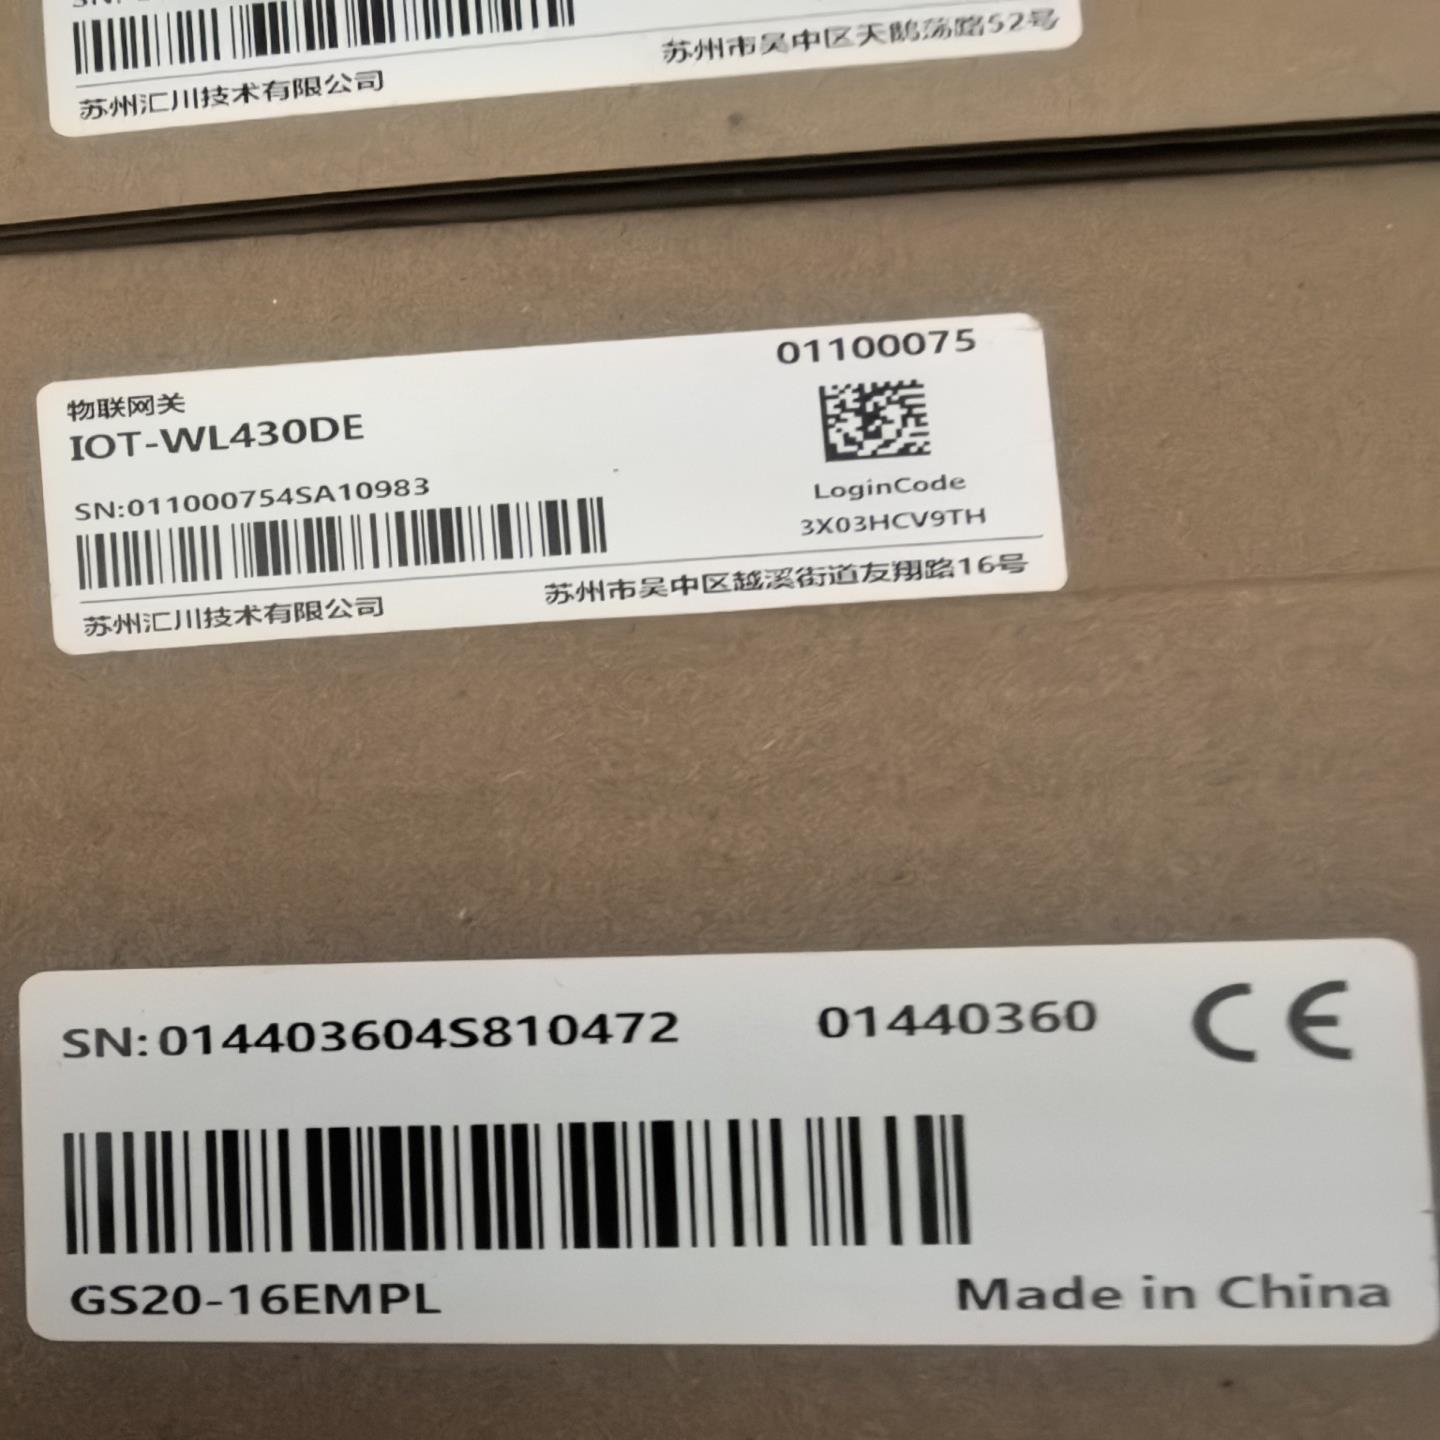 苏州市吴中区天鹅荡路52号
苏州汇川技术有限公司
01100075
物联网关
IOT-WL430DE
SN:011000754SA10983
LoginCode
3X03HCV9TH
苏州市吴中区越溪街道友翔路16号
苏州汇川技术有限公司
SN:014403604S810472 01440360 CE
GS20-16EMPL Made in China